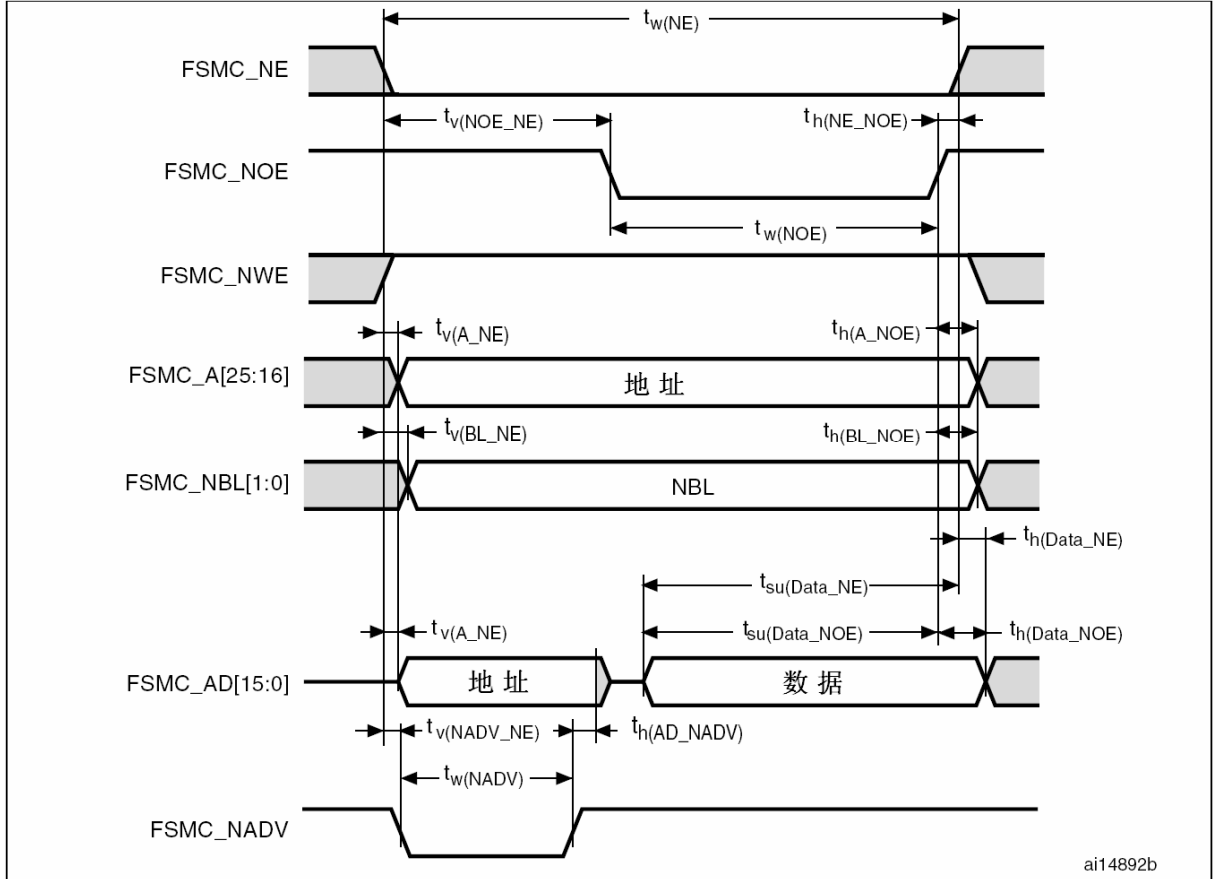 tw(NE)
FSMC_NE
tv(NOE_NE)
th(NE_NOE)
FSMC_NOE
tw(NOE)
FSMC_NWE
tv(A_NE)
th(A_NOE)
FSMC_A[25:16]
地 址
tv(BL_NE)
th(BL_NOE)
FSMC_NBL[1:0]
NBL
th(Data_NE)
tsu(Data_NE)
tv(A_NE)
tsu(Data_NOE)
th(Data_NOE)
FSMC_AD[15:0]
地 址
数 据
tv(NADV_NE)
th(AD_NADV)
tw(NADV)
FSMC_NADV
ai14892b